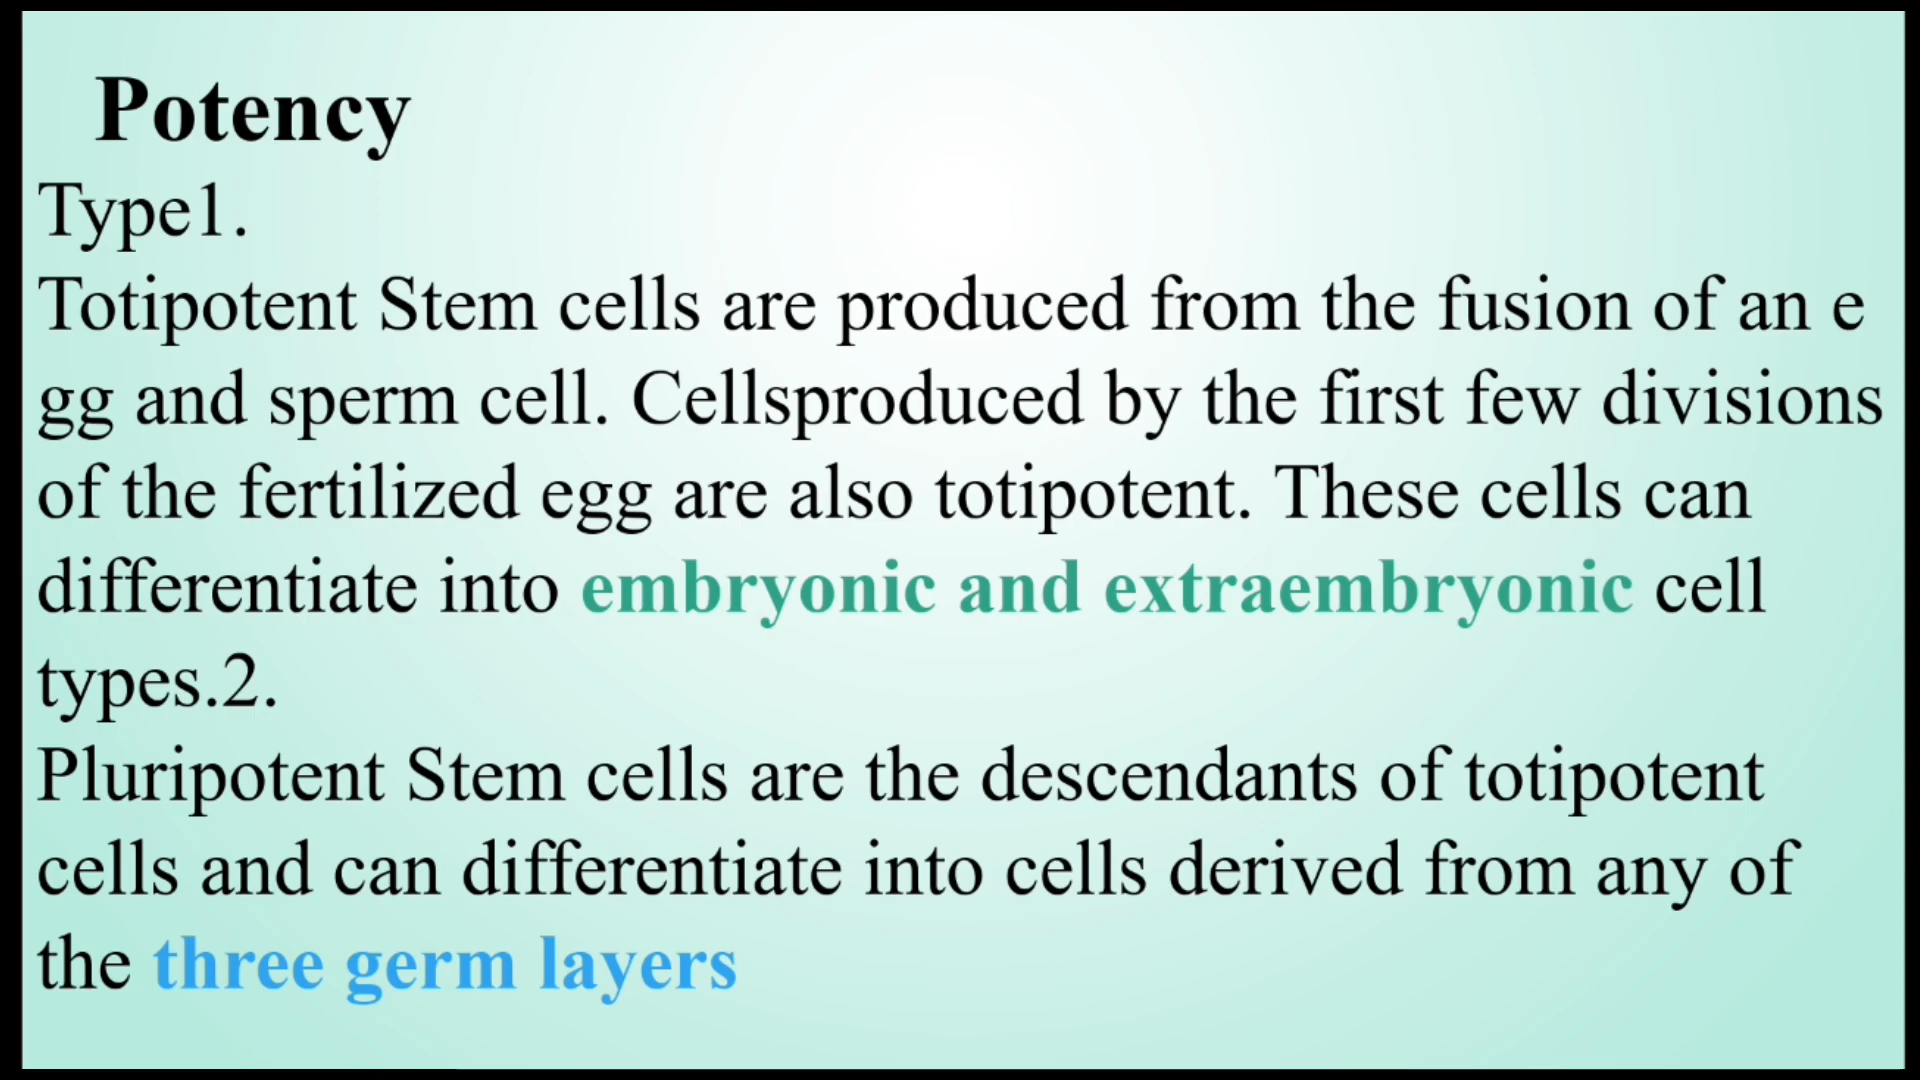 Potency
Type1.
Totipotent Stem cells are produced from the fusion of an e
gg and sperm cell. Cellsproduced by the first few divisions
of the fertilized egg are also totipotent. These cells can
differentiate into embryonic and extraembryonic cell
types.2.
Pluripotent Stem cells are the descendants of totipotent
cells and can differentiate into cells derived from any of
the three germ layers